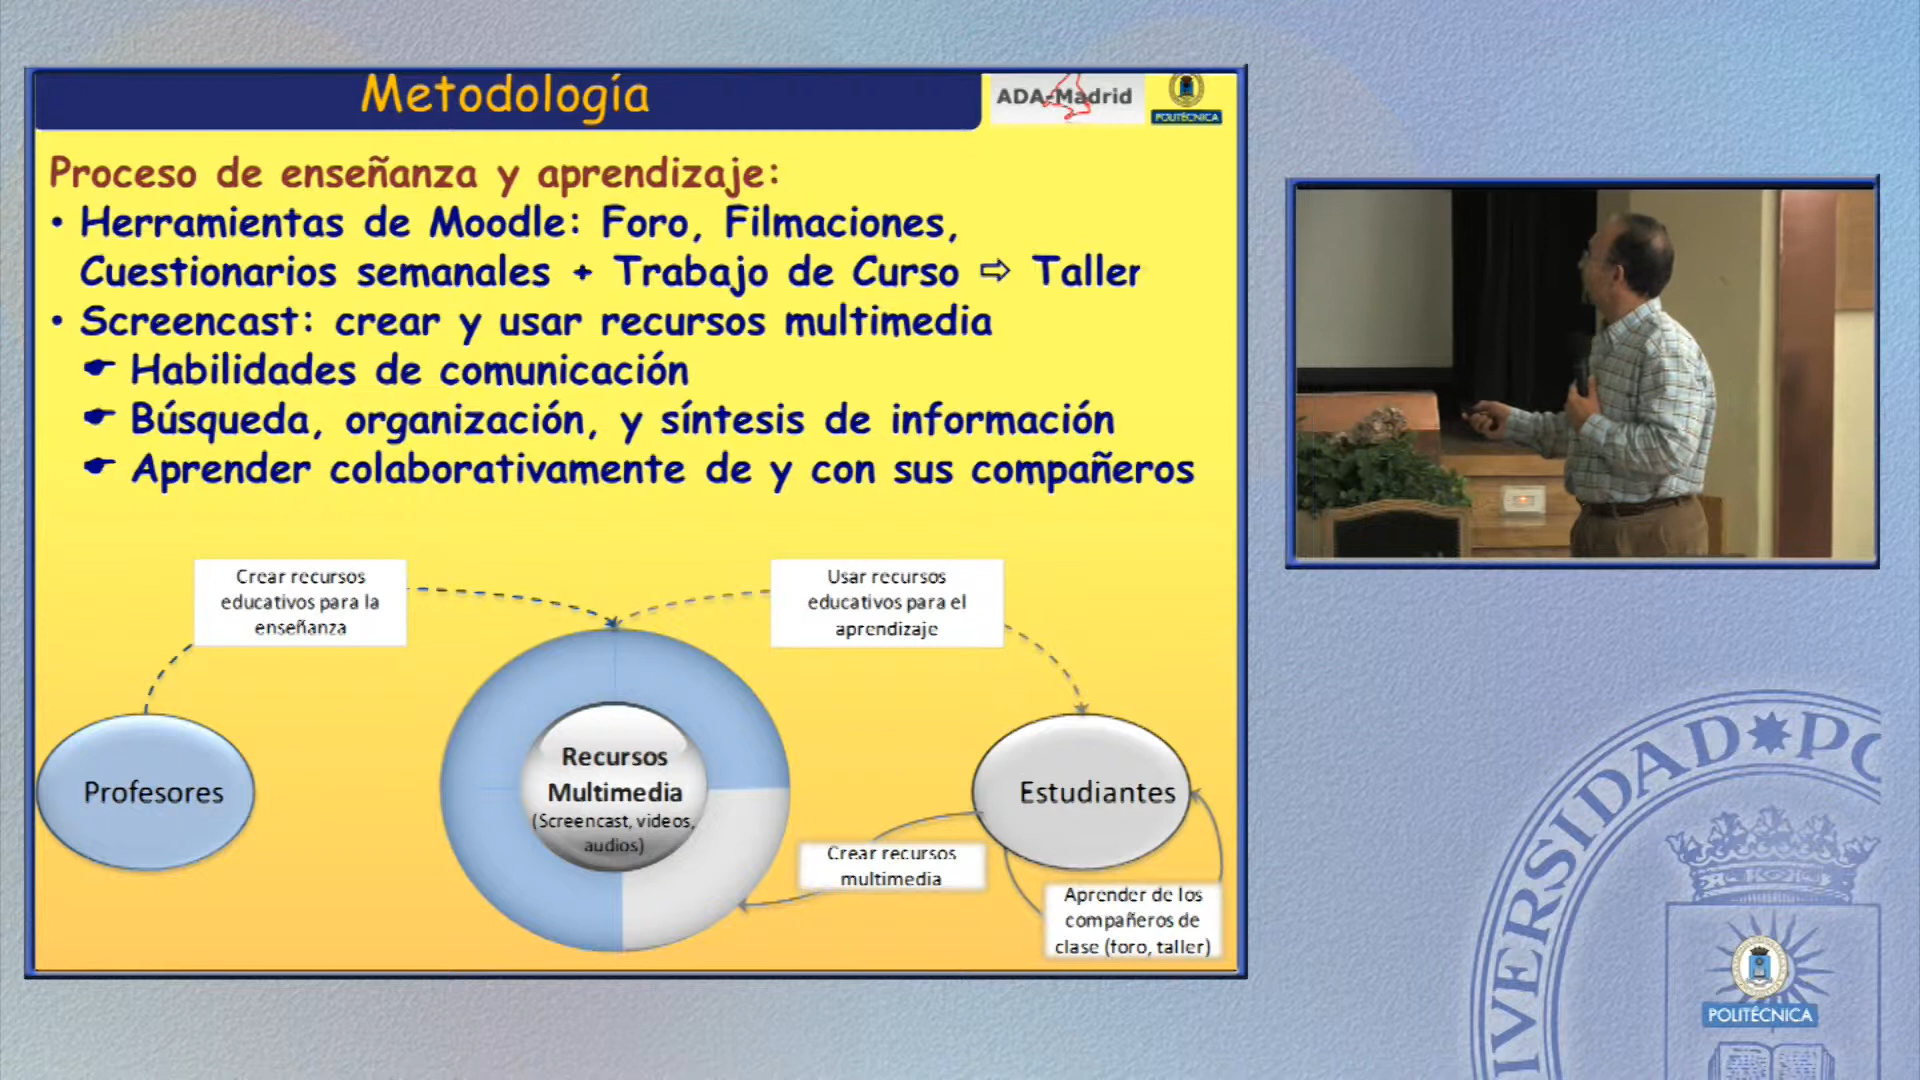 Metodología
ADA-Madrid
POLITÉCNICA
Proceso de enseñanza y aprendizaje:
• Herramientas de Moodle: Foro, Filmaciones,
Cuestionarios semanales + Trabajo de Curso ⇨ Taller
• Screencast: crear y usar recursos multimedia
☛ Habilidades de comunicación
☛ Búsqueda, organización, y síntesis de información
☛ Aprender colaborativamente de y con sus compañeros
Crear recursos
educativos para la
enseñanza
Usar recursos
educativos para el
aprendizaje
Profesores
Recursos
Multimedia
(Screencast, videos,
audios)
Estudiantes
Crear recursos
multimedia
Aprender de los
compañeros de
clase (foro, taller)
IVERSIDAD PO
POLITÉCNICA